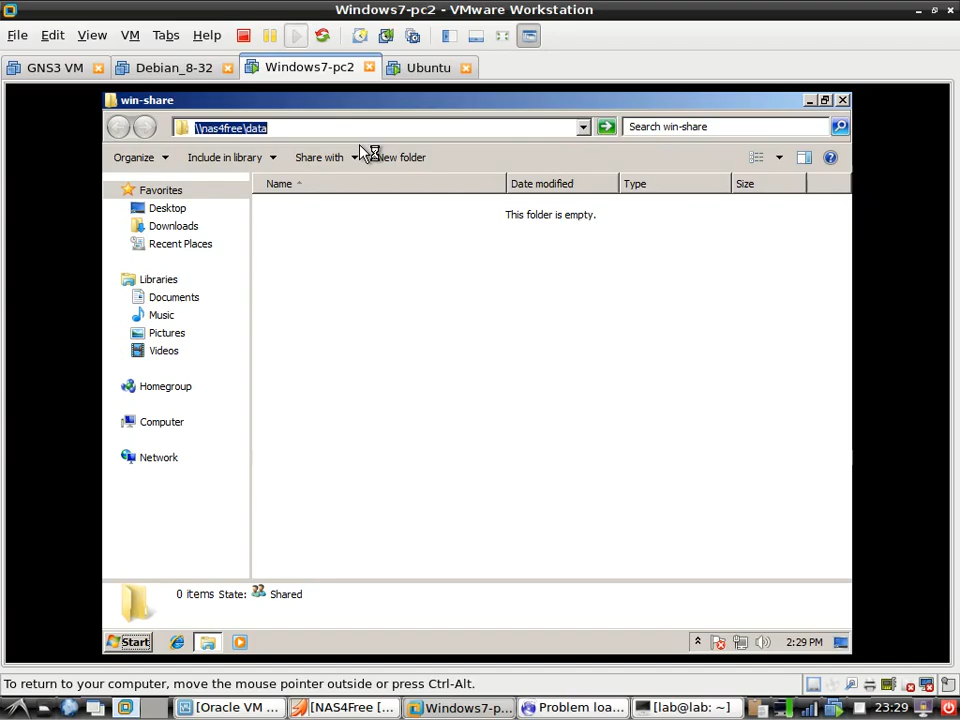 Windows7-pc2 - VMware Workstation
File Edit View VM Tabs Help
GNS3 VM Debian_8-32 Windows7-pc2 Ubuntu
win-share
\\nas4free\data Search win-share
Organize Include in library Share with New folder
Name Date modified Type Size
This folder is empty.
Favorites
Desktop
Downloads
Recent Places
Libraries
Documents
Music
Pictures
Videos
Homegroup
Computer
Network
0 items State: Shared
Start 2:29 PM
To return to your computer, move the mouse pointer outside or press Ctrl-Alt.
[Oracle VM ... [NAS4Free [... Windows7-p... Problem loa... [lab@lab: ~] 23:29